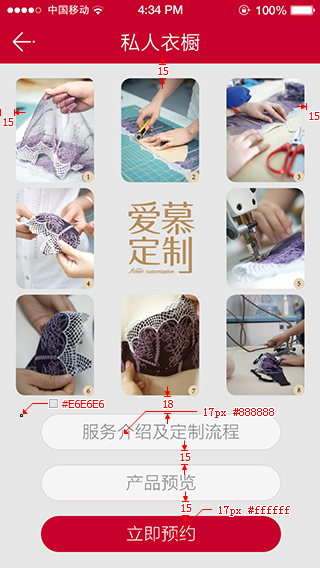 中国移动 4:34 PM 100%
私人衣橱
15
15
15
1
2
3
爱慕
定制
Aimer customization
4
5
6
7
8
#E6E6E6
18
17px #888888
服务介绍及定制流程
15
产品预览
15
17px #ffffff
立即预约